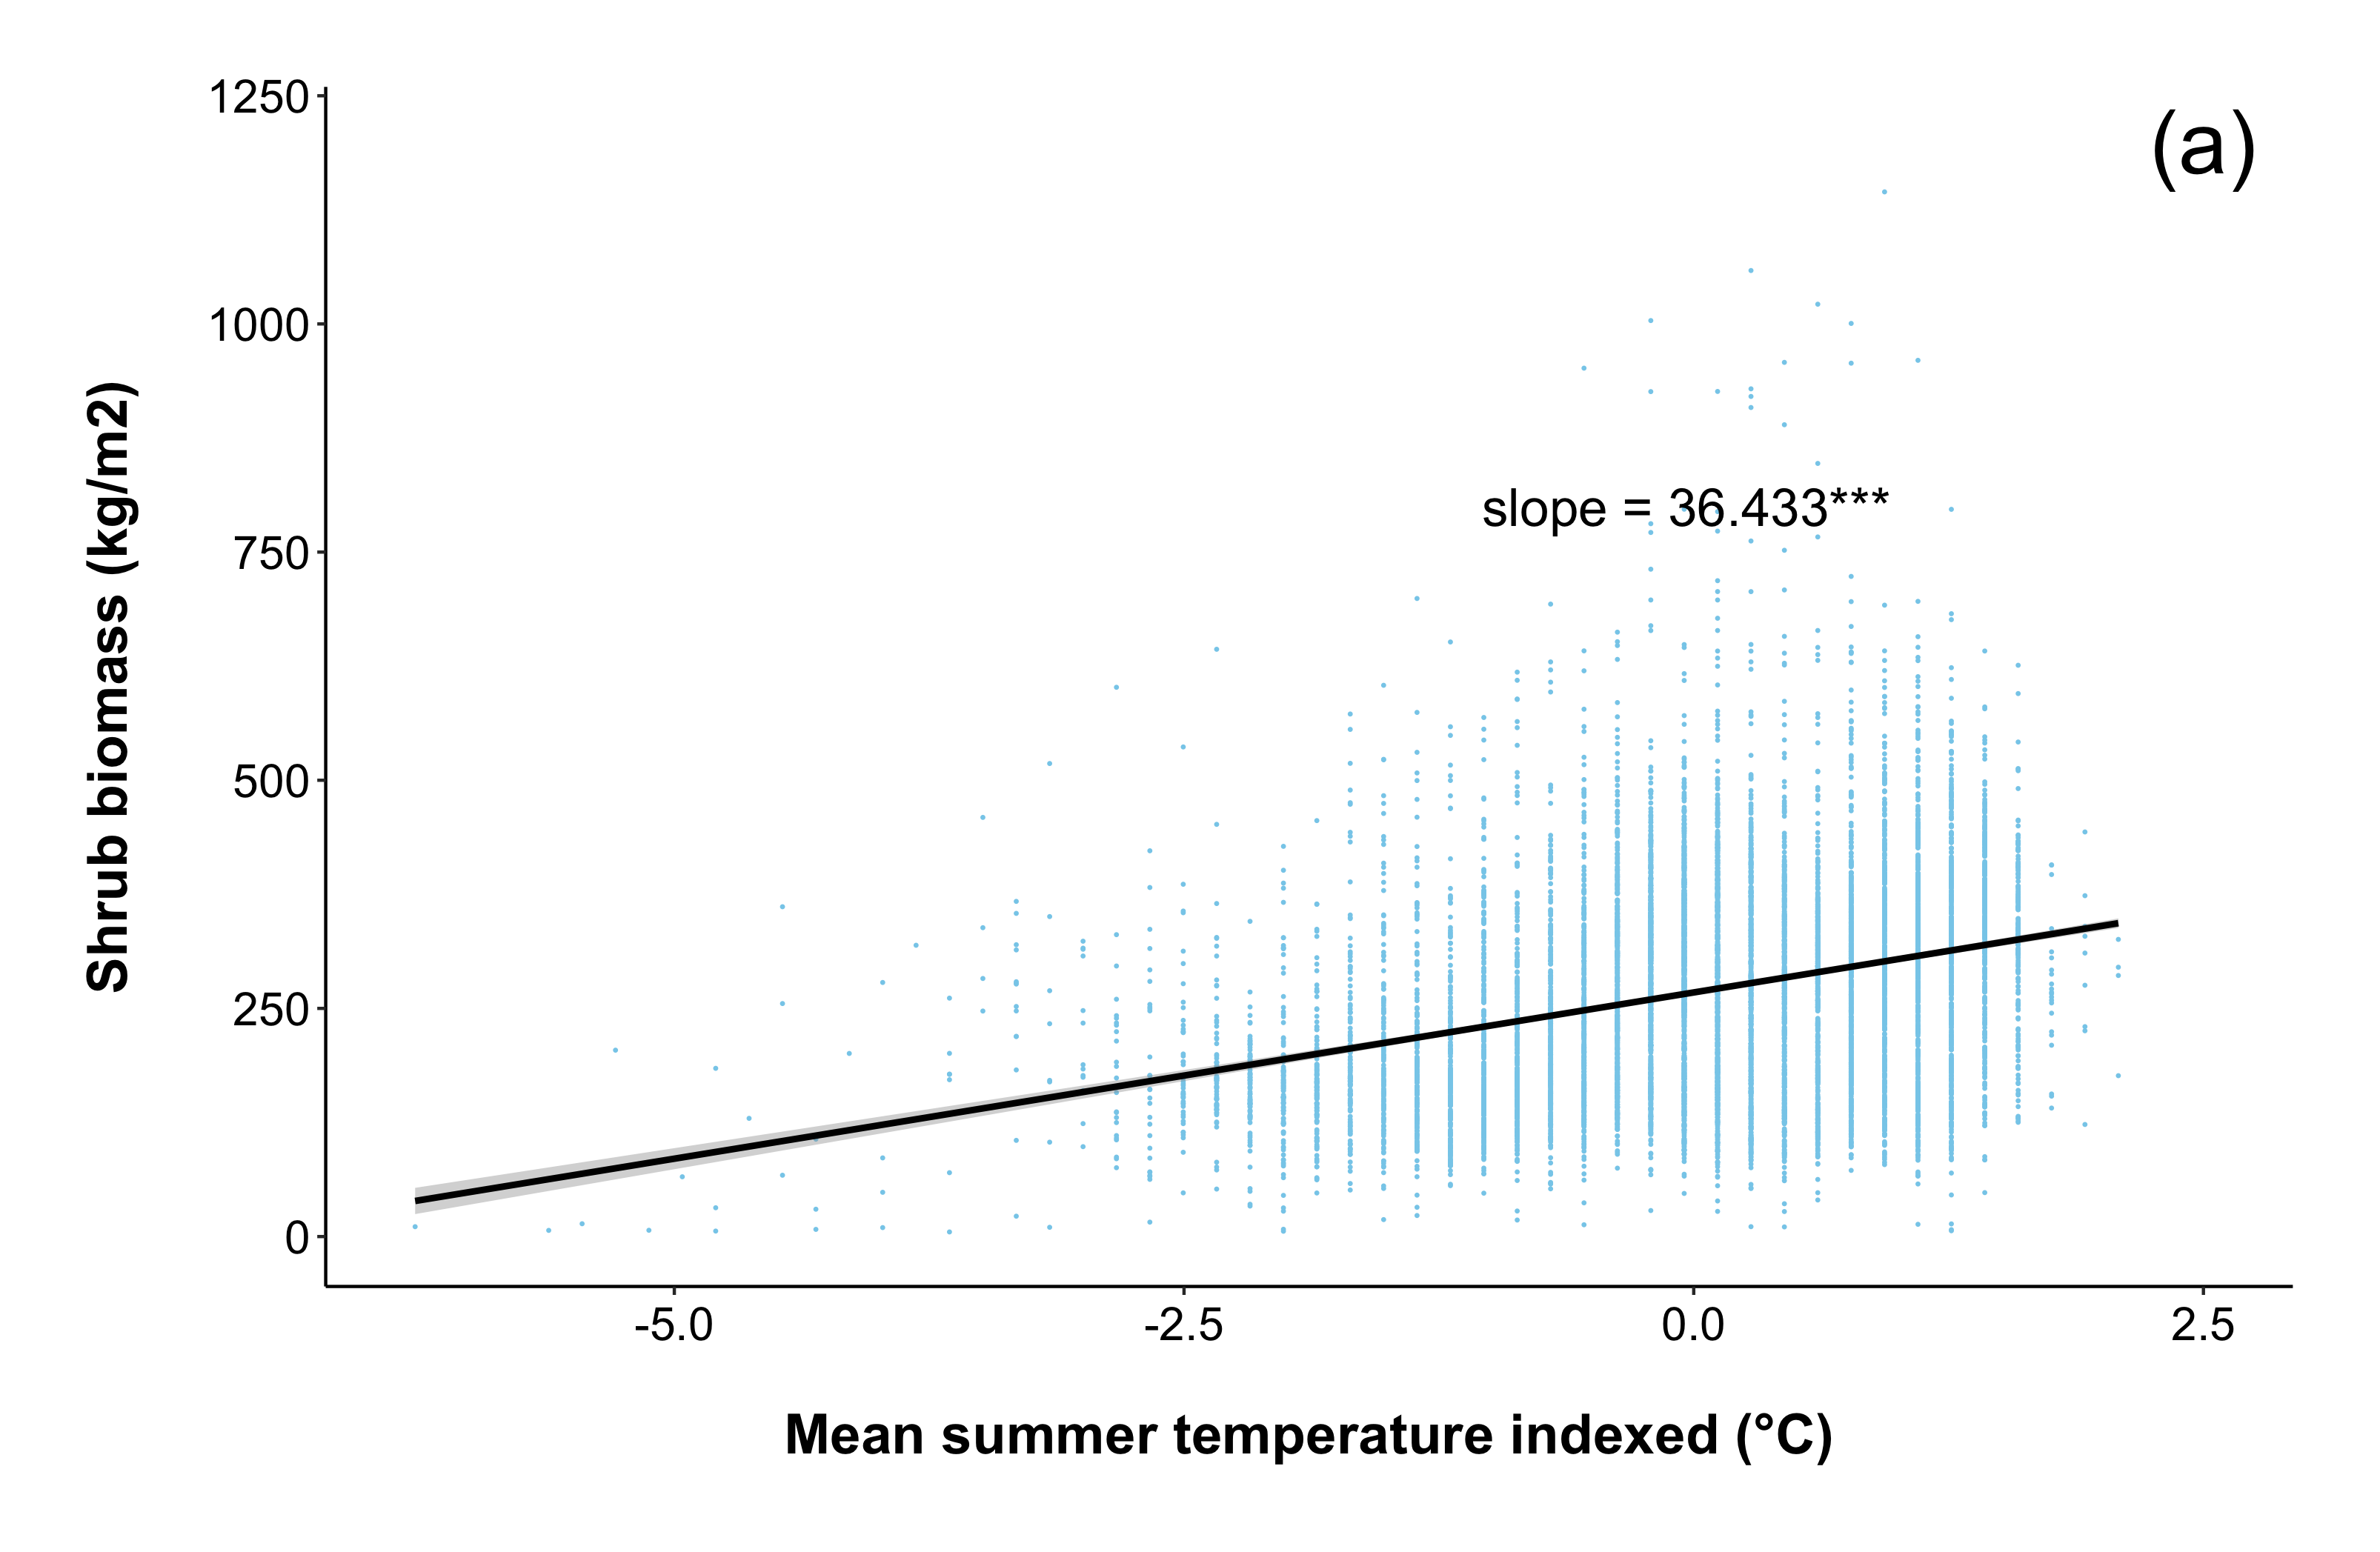 (a)
slope = 36.433***
1250
1000
750
500
250
0
Shrub biomass (kg/m2)
-5.0 -2.5 0.0 2.5
Mean summer temperature indexed (°C)